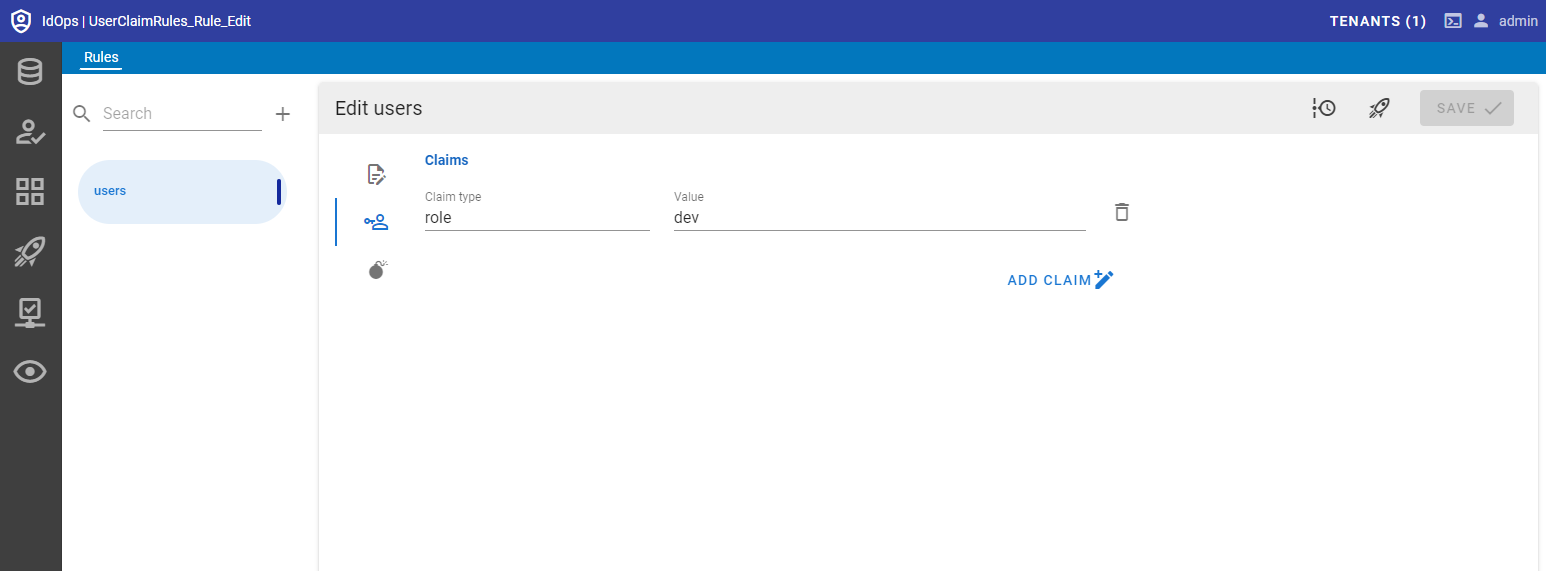 IdOps | UserClaimRules_Rule_Edit
TENANTS (1)
admin
Rules
Search
users
Edit users
SAVE
Claims
Claim type
role
Value
dev
ADD CLAIM